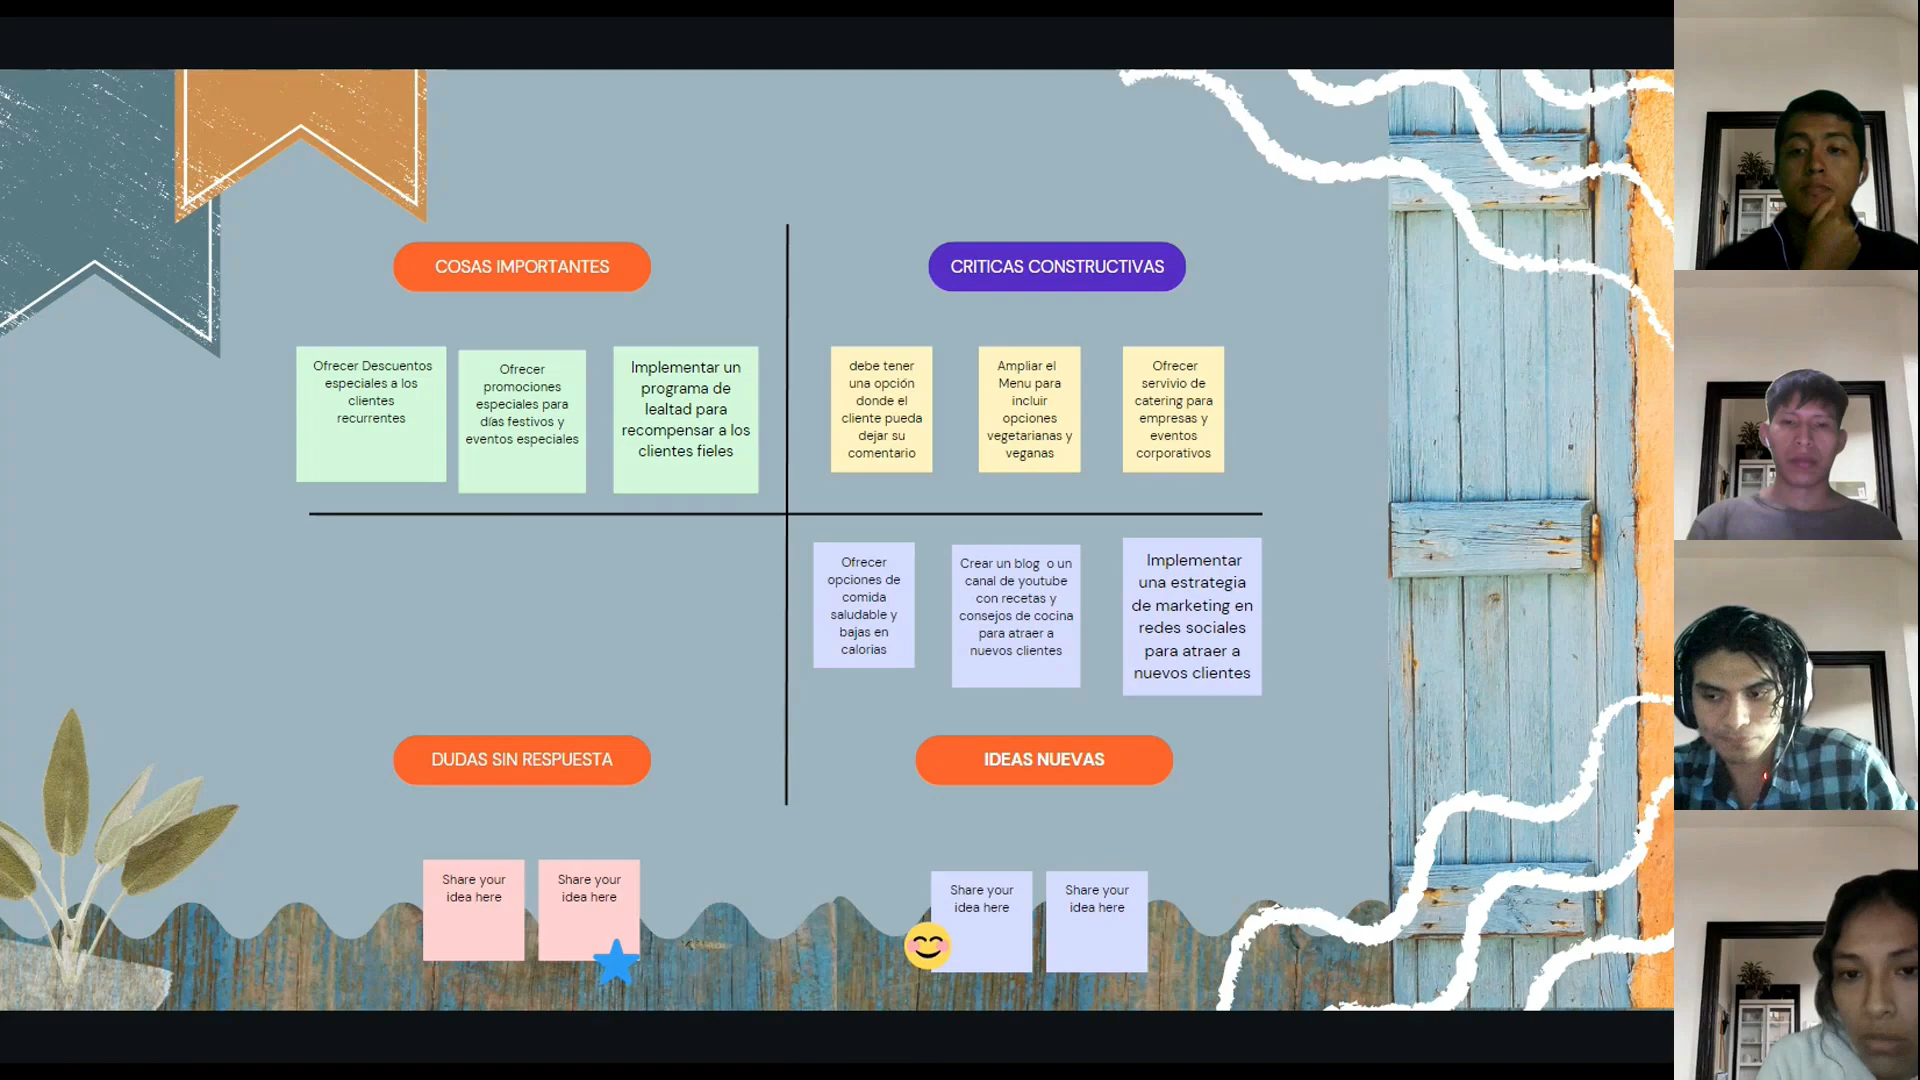 COSAS IMPORTANTES
CRITICAS CONSTRUCTIVAS
Ofrecer Descuentos
especiales a los
clientes
recurrentes
Ofrecer
promociones
especiales para
días festivos y
eventos especiales
Implementar un
programa de
lealtad para
recompensar a los
clientes fieles
debe tener
una opción
donde el
cliente pueda
dejar su
comentario
Ampliar el
Menu para
incluir
opciones
vegetarianas y
veganas
Ofrecer
servivio de
catering para
empresas y
eventos
corporativos
Ofrecer
opciones de
comida
saludable y
bajas en
calorias
Crear un blog o un
canal de youtube
con recetas y
consejos de cocina
para atraer a
nuevos clientes
Implementar
una estrategia
de marketing en
redes sociales
para atraer a
nuevos clientes
DUDAS SIN RESPUESTA
IDEAS NUEVAS
Share your
idea here
Share your
idea here
Share your
idea here
Share your
idea here